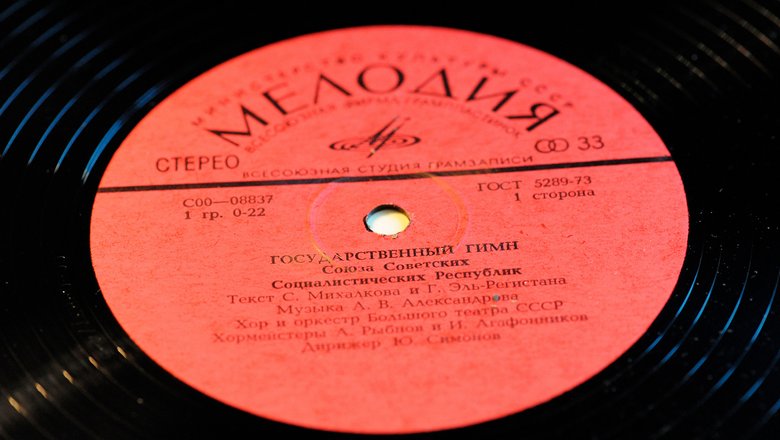 МИНИСТЕРСТВО КУЛЬТУРЫ СССР
МЕЛОДИЯ
ВСЕСОЮЗНАЯ ФИРМА ГРАМПЛАСТИНОК
СТЕРЕО
33
ВСЕСОЮЗНАЯ СТУДИЯ ГРАМЗАПИСИ
С00—08837
ГОСТ 5289-73
1 гр. 0-22
1 сторона
ГОСУДАРСТВЕННЫЙ ГИМН
Союза Советских
Социалистических Республик
Текст С. Михалкова и Г. Эль-Регистана
Музыка А. В. Александрова
Хор и оркестр Большого театра СССР
Хормейстеры А. Рыбнов и И. Агафонников
Дирижер Ю. Симонов